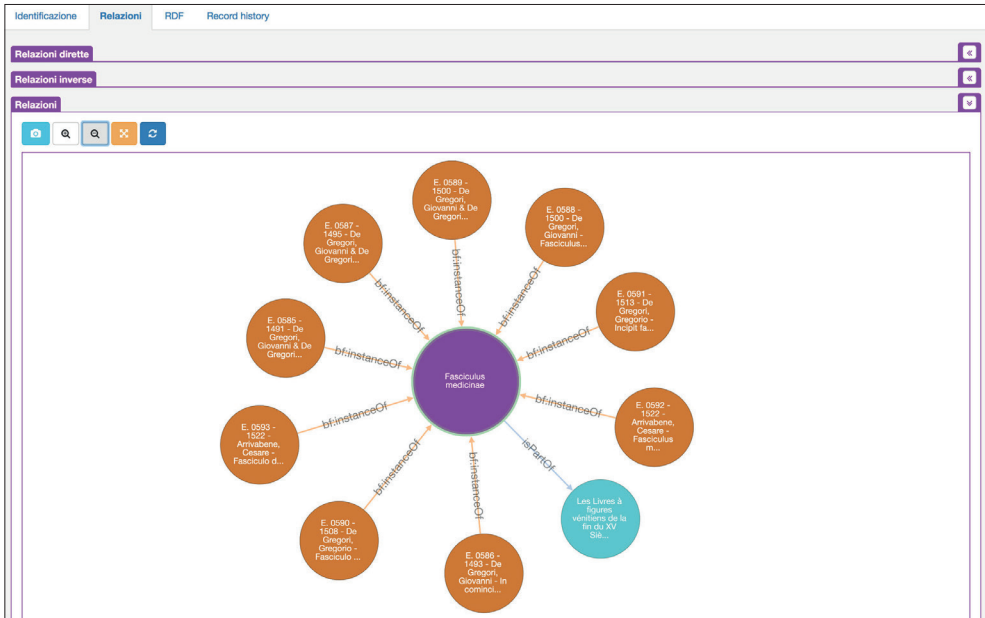 Identificazione Relazioni RDF Record history
Relazioni dirette
Relazioni inverse
Relazioni
E. 0589 -
1500 - De
Gregori,
Giovanni & De
Gregori...
E. 0588 -
1500 - De
Gregori,
Giovanni -
Fasciculus...
E. 0587 -
1495 - De
Gregori,
Giovanni & De
Gregori...
bf:instanceOf
bf:instanceOf
bf:instanceOf
E. 0591 -
1513 - De
Gregori,
Gregorio -
Incipit fa...
bf:instanceOf
E. 0585 -
1491 - De
Gregori,
Giovanni & De
Gregori...
bf:instanceOf
Fasciculus
medicinae
bf:instanceOf
E. 0592 -
1522 -
Arrivabene,
Cesare -
Fasciculus
m...
bf:instanceOf
E. 0593 -
1522 -
Arrivabene,
Cesare -
Fasciculo d...
bf:instanceOf
bf:instanceOf
isPartOf
Les Livres à
figures
vénitiens de la
fin du XV
Siè...
E. 0590 -
1508 - De
Gregori,
Gregorio -
Fasciculo ...
E. 0586 -
1493 - De
Gregori,
Giovanni - In
cominci...